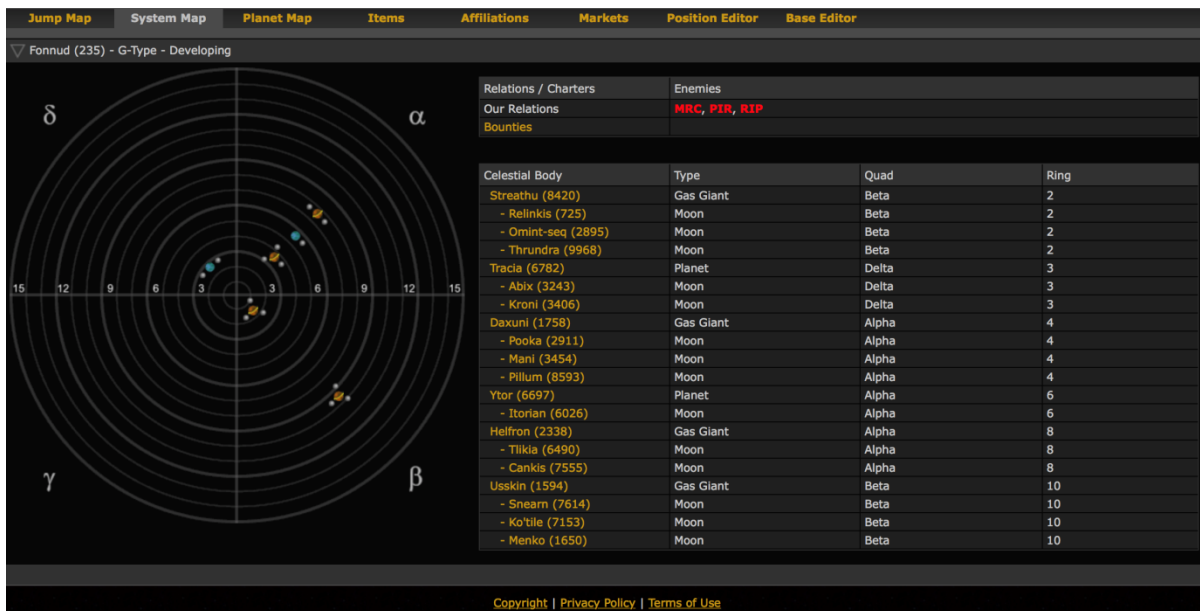 Jump Map System Map Planet Map Items Affiliations Markets Position Editor Base Editor
Fonnud (235) - G-Type - Developing
δ α
15 12 9 6 3 3 6 9 12 15
γ β
Relations / Charters Enemies
Our Relations MRC, PIR, RIP
Bounties
Celestial Body Type Quad Ring
Streathu (8420) Gas Giant Beta 2
- Relinkis (725) Moon Beta 2
- Omint-seq (2895) Moon Beta 2
- Thrundra (9968) Moon Beta 2
Tracia (6782) Planet Delta 3
- Abix (3243) Moon Delta 3
- Kroni (3406) Moon Delta 3
Daxuni (1758) Gas Giant Alpha 4
- Pooka (2911) Moon Alpha 4
- Mani (3454) Moon Alpha 4
- Pillum (8593) Moon Alpha 4
Ytor (6697) Planet Alpha 6
- Itorian (6026) Moon Alpha 6
Helfron (2338) Gas Giant Alpha 8
- Tlikia (6490) Moon Alpha 8
- Cankis (7555) Moon Alpha 8
Usskin (1594) Gas Giant Beta 10
- Snearn (7614) Moon Beta 10
- Ko'tile (7153) Moon Beta 10
- Menko (1650) Moon Beta 10
Copyright | Privacy Policy | Terms of Use